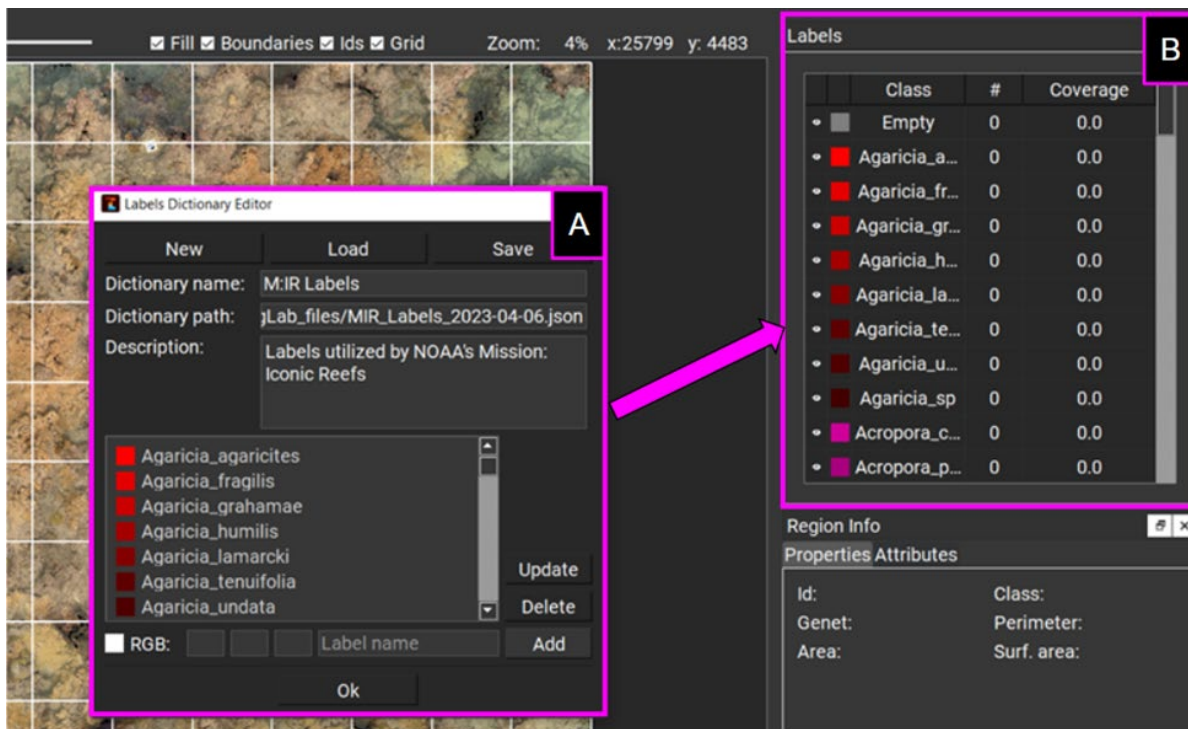 Fill Boundaries Ids Grid Zoom: 4% x:25799 y: 4483
Labels
B
Class # Coverage
Empty 0 0.0
Agaricia_a... 0 0.0
Agaricia_fr... 0 0.0
Agaricia_gr... 0 0.0
Agaricia_h... 0 0.0
Agaricia_la... 0 0.0
Agaricia_te... 0 0.0
Agaricia_u... 0 0.0
Agaricia_sp 0 0.0
Acropora_c... 0 0.0
Acropora_p... 0 0.0
Labels Dictionary Editor
A
New Load Save
Dictionary name: M:IR Labels
Dictionary path: gLab_files/MIR_Labels_2023-04-06.json
Description: Labels utilized by NOAA's Mission:
Iconic Reefs
Agaricia_agaricites
Agaricia_fragilis
Agaricia_grahamae
Agaricia_humilis
Agaricia_lamarcki
Agaricia_tenuifolia
Agaricia_undata
Update
Delete
RGB: Label name Add
Ok
Region Info
Properties Attributes
Id: Class:
Genet: Perimeter:
Area: Surf. area: